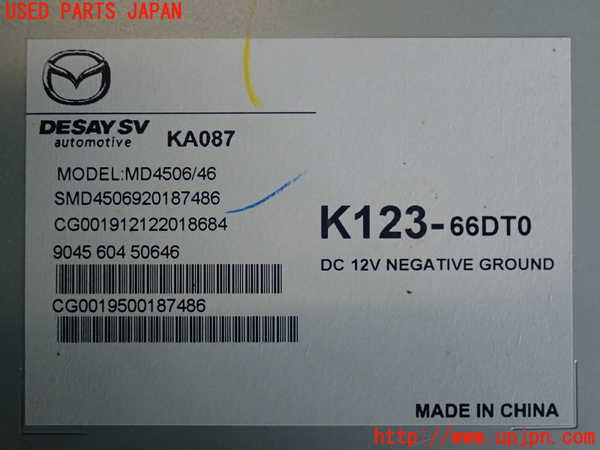 USED PARTS JAPAN
DESAY SV
automotive
KA087
MODEL:MD4506/46
SMD4506920187486
CG001912122018684
9045 604 50646
CG0019500187486
K123-66DT0
DC 12V NEGATIVE GROUND
MADE IN CHINA
http://www.upjpn.com